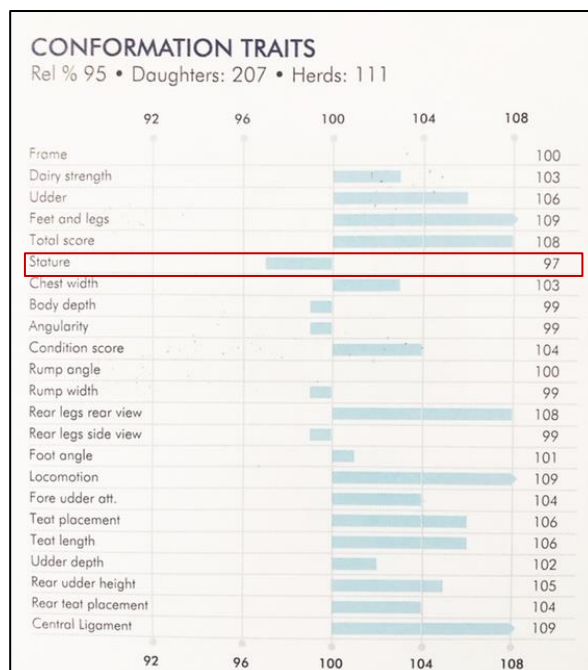 CONFORMATION TRAITS
Rel % 95 • Daughters: 207 • Herds: 111
92 96 100 104 108
Frame 100
Dairy strength 103
Udder 106
Feet and legs 109
Total score 108
Stature 97
Chest width 103
Body depth 99
Angularity 99
Condition score 104
Rump angle 100
Rump width 99
Rear legs rear view 108
Rear legs side view 99
Foot angle 101
Locomotion 109
Fore udder att. 104
Teat placement 106
Teat length 106
Udder depth 102
Rear udder height 105
Rear teat placement 104
Central Ligament 109
92 96 100 104 108